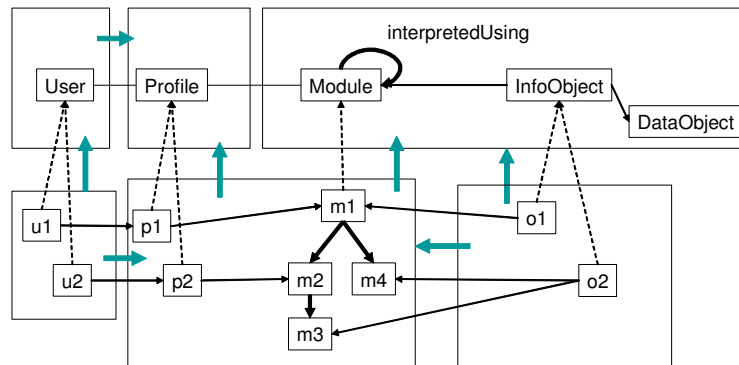 interpretedUsing
User
Profile
Module
InfoObject
DataObject
u1
p1
m1
o1
u2
p2
m2
m4
o2
m3